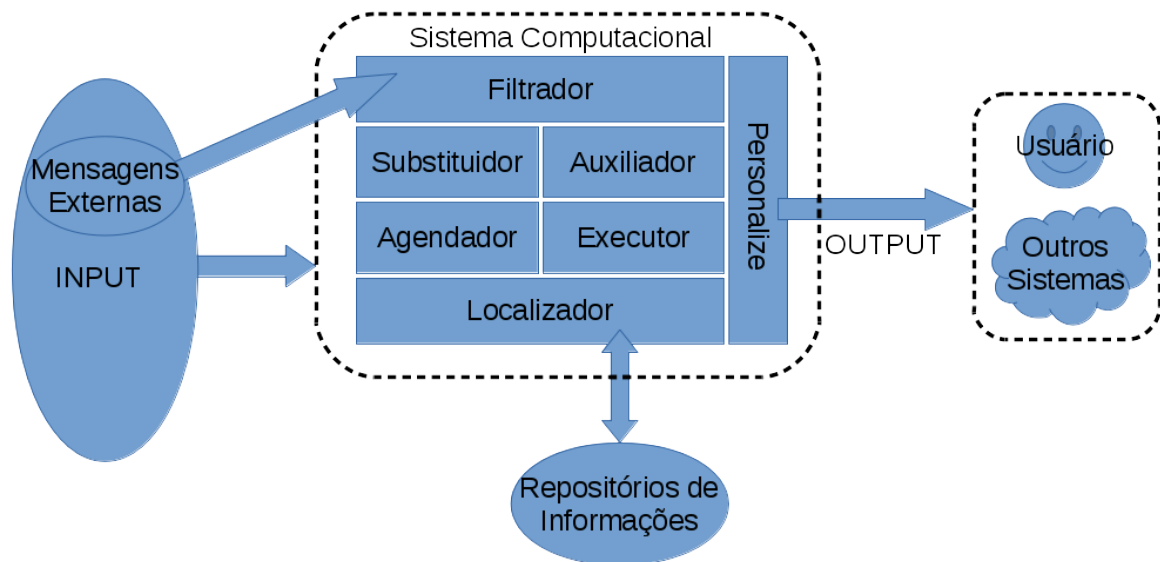 Sistema Computacional
Filtrador
Mensagens
Externas
INPUT
Substituidor
Auxiliador
Agendador
Executor
Localizador
Personalize
OUTPUT
Usuário
Outros
Sistemas
Repositórios de
Informações